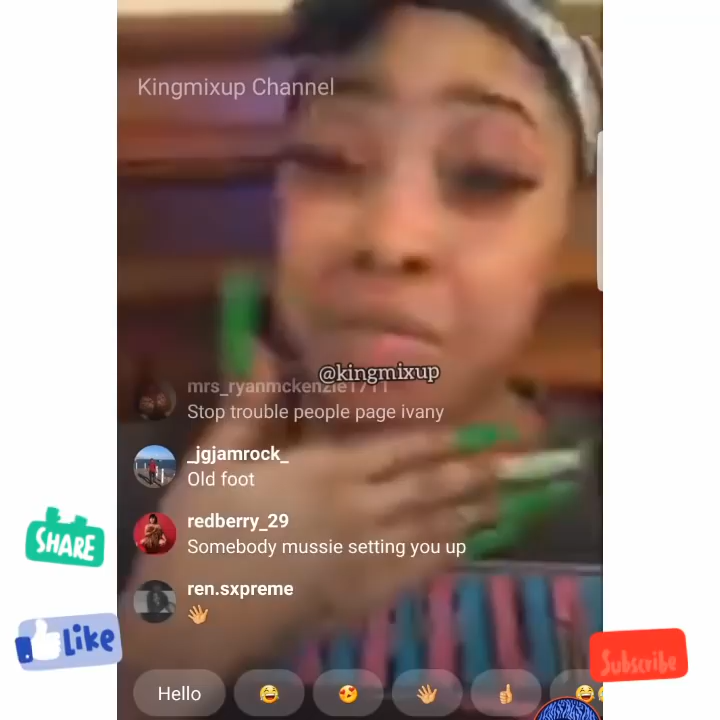 Kingmixup Channel
@kingmixup
mrs_ryanmckenzie1711
Stop trouble people page ivany
_jgjamrock_
Old foot
redberry_29
Somebody mussie setting you up
SHARE
ren.sxpreme
👋🏼
Like
Subscribe
Hello
😂 😍 👋🏼 👍🏼 😂